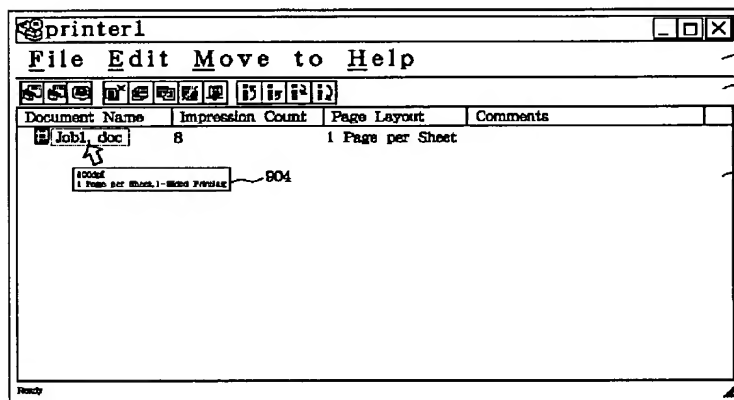 printer1
File Edit Move to Help
Document Name Impression Count Page Layout Comments
Job1. doc 8 1 Page per Sheet
1 Page per Sheet,1-Sided Printing
904
Ready